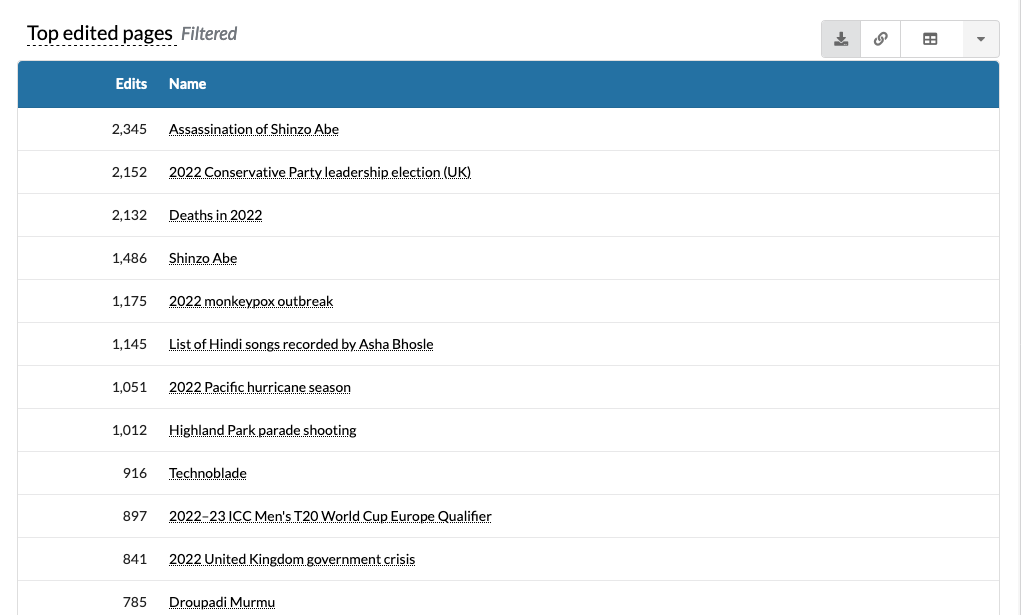 Top edited pages Filtered
Edits Name
2,345 Assassination of Shinzo Abe
2,152 2022 Conservative Party leadership election (UK)
2,132 Deaths in 2022
1,486 Shinzo Abe
1,175 2022 monkeypox outbreak
1,145 List of Hindi songs recorded by Asha Bhosle
1,051 2022 Pacific hurricane season
1,012 Highland Park parade shooting
916 Technoblade
897 2022–23 ICC Men's T20 World Cup Europe Qualifier
841 2022 United Kingdom government crisis
785 Droupadi Murmu